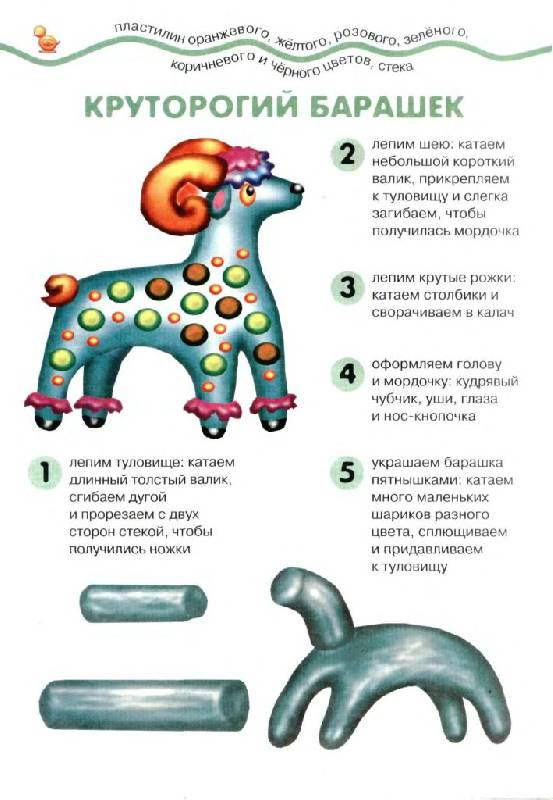 пластилин оранжевого, жёлтого, розового, зелёного,
коричневого и чёрного цветов, стека
КРУТОРОГИЙ БАРАШЕК
2
лепим шею: катаем
небольшой короткий
валик, прикрепляем
к туловищу и слегка
загибаем, чтобы
получилась мордочка
3
лепим крутые рожки:
катаем столбики и
сворачиваем в калач
4
оформляем голову
и мордочку: кудрявый
чубчик, уши, глаза
и нос-кнопочка
1
лепим туловище: катаем
длинный толстый валик,
сгибаем дугой
и прорезаем с двух
сторон стекой, чтобы
получились ножки
5
украшаем барашка
пятнышками: катаем
много маленьких
шариков разного
цвета, сплющиваем
и придавливаем
к туловищу